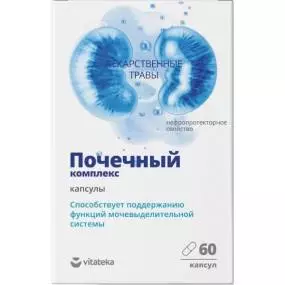 ЛЕКАРСТВЕННЫЕ
ТРАВЫ
нефропротекторное
свойство
Почечный
комплекс
капсулы
Способствует поддержанию
функций мочевыделительной
системы
vitateka
60
капсул